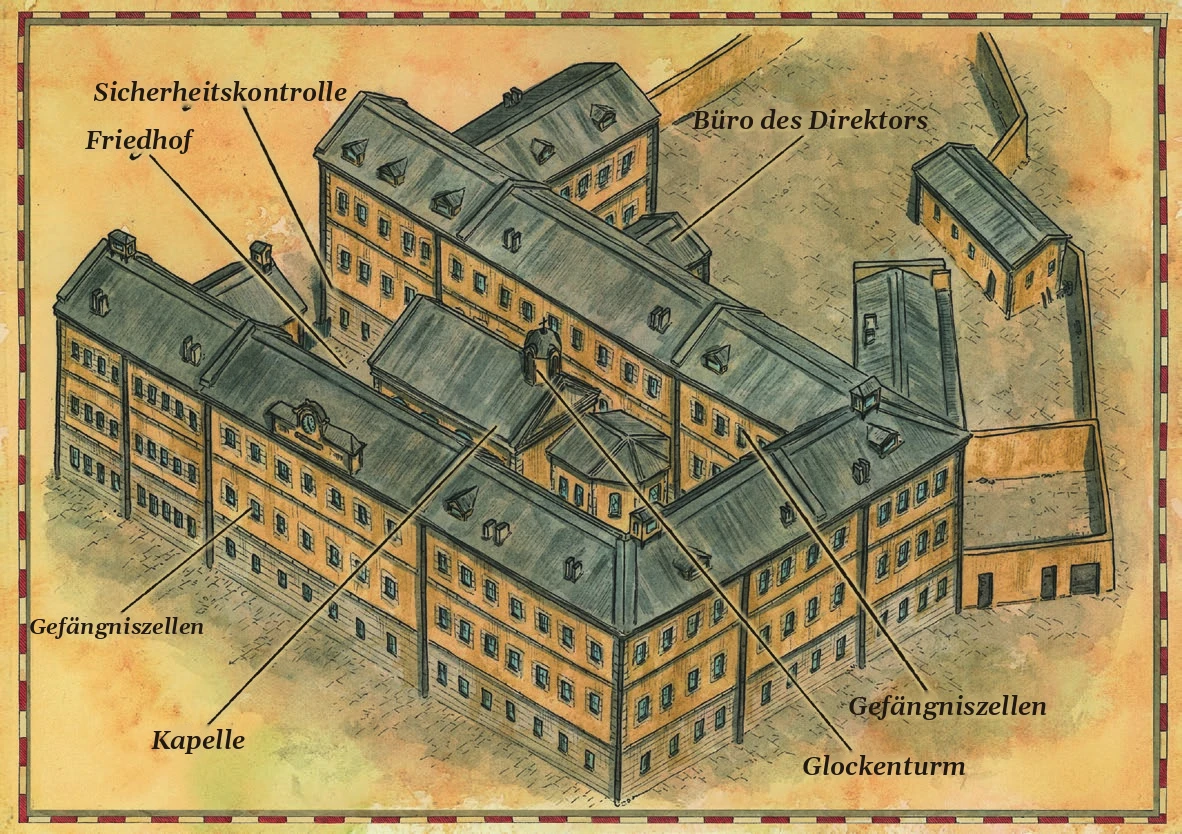 Sicherheitskontrolle
Friedhof
Büro des Direktors
Gefängniszellen
Kapelle
Gefängniszellen
Glockenturm